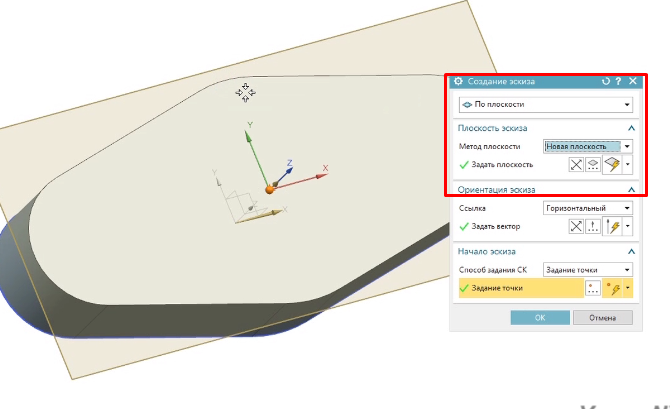 Создание эскиза
По плоскости
Плоскость эскиза
Метод плоскости Новая плоскость
Задать плоскость
Ориентация эскиза
Ссылка Горизонтальный
Задать вектор
Начало эскиза
Способ задания СК Задание точки
Задание точки
ОК Отмена
Y
Z
X
Y
Z
X